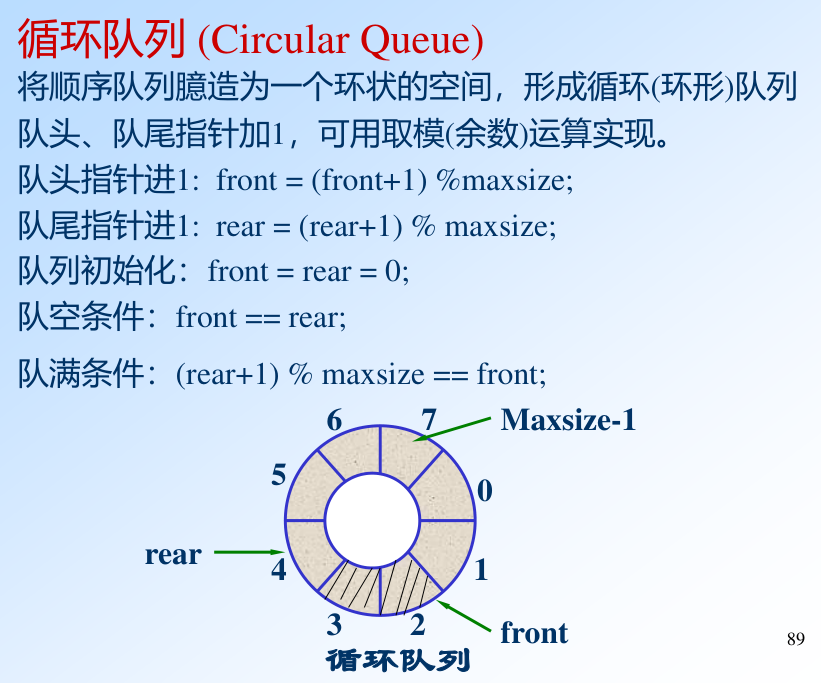 循环队列 (Circular Queue)
将顺序队列臆造为一个环状的空间，形成循环(环形)队列
队头、队尾指针加1，可用取模(余数)运算实现。
队头指针进1: front = (front+1) %maxsize;
队尾指针进1: rear = (rear+1) % maxsize;
队列初始化：front = rear = 0;
队空条件：front == rear;
队满条件：(rear+1) % maxsize == front;
6 7 Maxsize-1
5 0
rear 4 1
3 2 front
循环队列
89